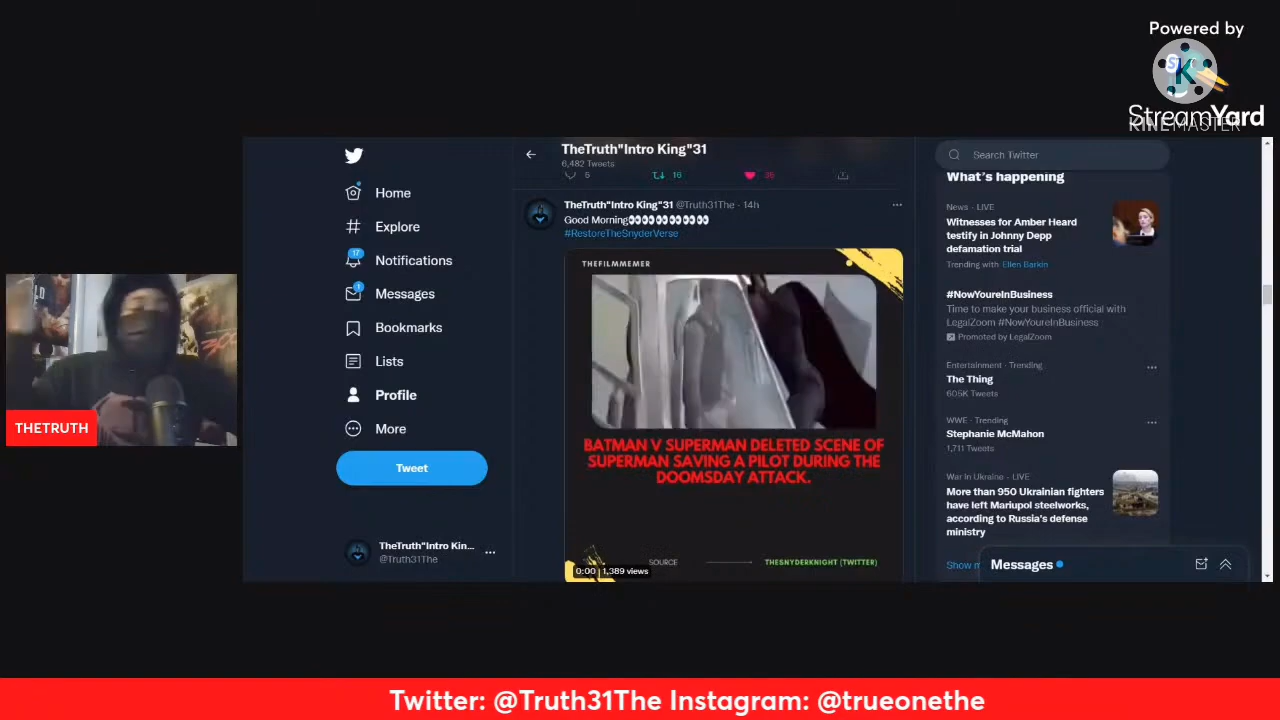 Powered by
StreamYard
KINEMASTER
TheTruth"Intro King"31
6,482 Tweets
5
16
Search Twitter
What's happening
Home
Explore
17
Notifications
1
Messages
Bookmarks
Lists
Profile
More
Tweet
TheTruth"Intro Kin...
@Truth31The
TheTruth"Intro King"31 @Truth31The · 14h
Good Morning👀👀👀👀👀
#RestoreTheSnyderVerse
THEFILMMEMER
BATMAN V SUPERMAN DELETED SCENE OF
SUPERMAN SAVING A PILOT DURING THE
DOOMSDAY ATTACK.
SOURCE
THESNYDERKNIGHT (TWITTER)
0:00 | 1,389 views
News · LIVE
Witnesses for Amber Heard
testify in Johnny Depp
defamation trial
Trending with Ellen Barkin
#NowYoureInBusiness
Time to make your business official with
LegalZoom #NowYoureInBusiness
Promoted by LegalZoom
Entertainment · Trending
The Thing
605K Tweets
WWE · Trending
Stephanie McMahon
1,711 Tweets
War in Ukraine · LIVE
More than 950 Ukrainian fighters
have left Mariupol steelworks,
according to Russia's defense
ministry
Show
Messages
THETRUTH
300
Twitter: @Truth31The Instagram: @trueonethe